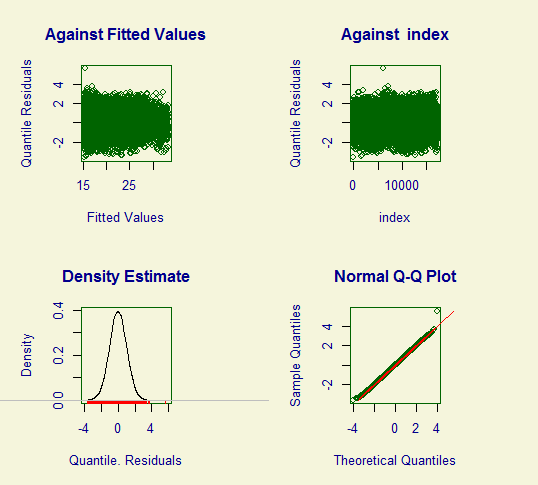 Against Fitted Values
Quantile Residuals
-2 2 4
15 25
Fitted Values
Against index
Quantile Residuals
-2 2 4
0 10000
index
Density Estimate
Density
0.0 0.2 0.4
-4 0 4
Quantile. Residuals
Normal Q-Q Plot
Sample Quantiles
-2 2 4
-4 0 2 4
Theoretical Quantiles